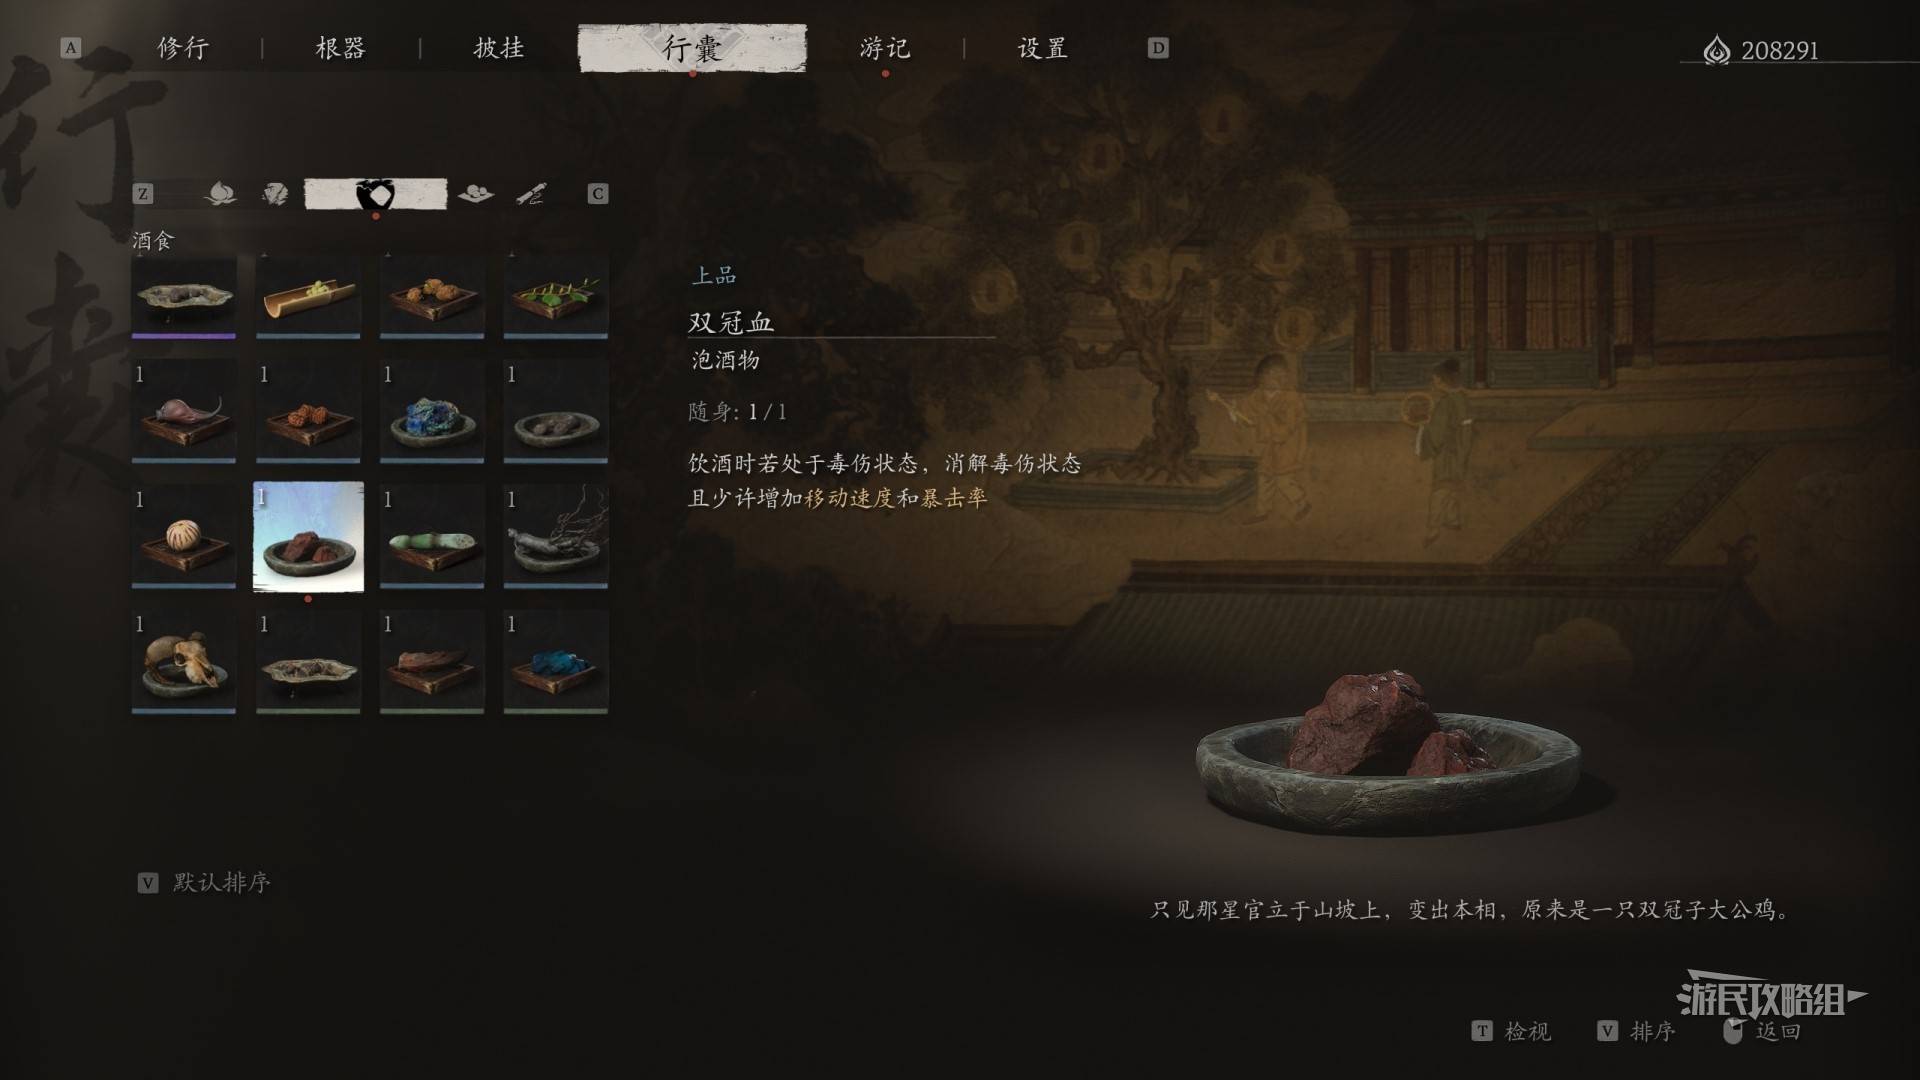 A 修行 | 根器 | 披挂 行囊 游记 | 设置 D
208291
行囊
Z C
酒食
1 1 1 1
1 1 1 1
1 1 1 1
上品
双冠血
泡酒物
随身: 1/1
饮酒时若处于毒伤状态，消解毒伤状态
且少许增加移动速度和暴击率
V 默认排序
只见那星官立于山坡上，变出本相，原来是一只双冠子大公鸡。
游民攻略组
T 检视 V 排序 返回